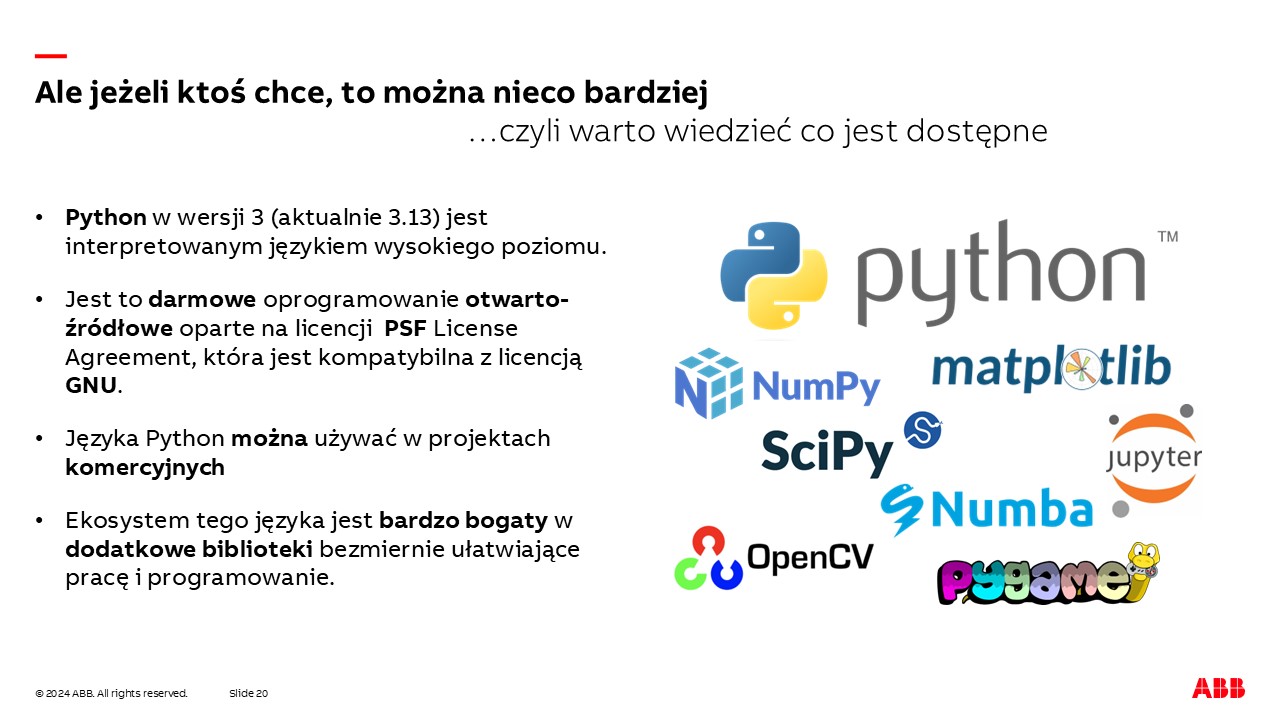 Ale jeżeli ktoś chce, to można nieco bardziej
…czyli warto wiedzieć co jest dostępne
• Python w wersji 3 (aktualnie 3.13) jest
interpretowanym językiem wysokiego poziomu.
• Jest to darmowe oprogramowanie otwarto-
źródłowe oparte na licencji PSF License
Agreement, która jest kompatybilna z licencją
GNU.
• Języka Python można używać w projektach
komercyjnych
• Ekosystem tego języka jest bardzo bogaty w
dodatkowe biblioteki bezmiernie ułatwiające
pracę i programowanie.
python™
matplotlib
NumPy
SciPy
jupyter
Numba
OpenCV
pygame
© 2024 ABB. All rights reserved. Slide 20
ABB